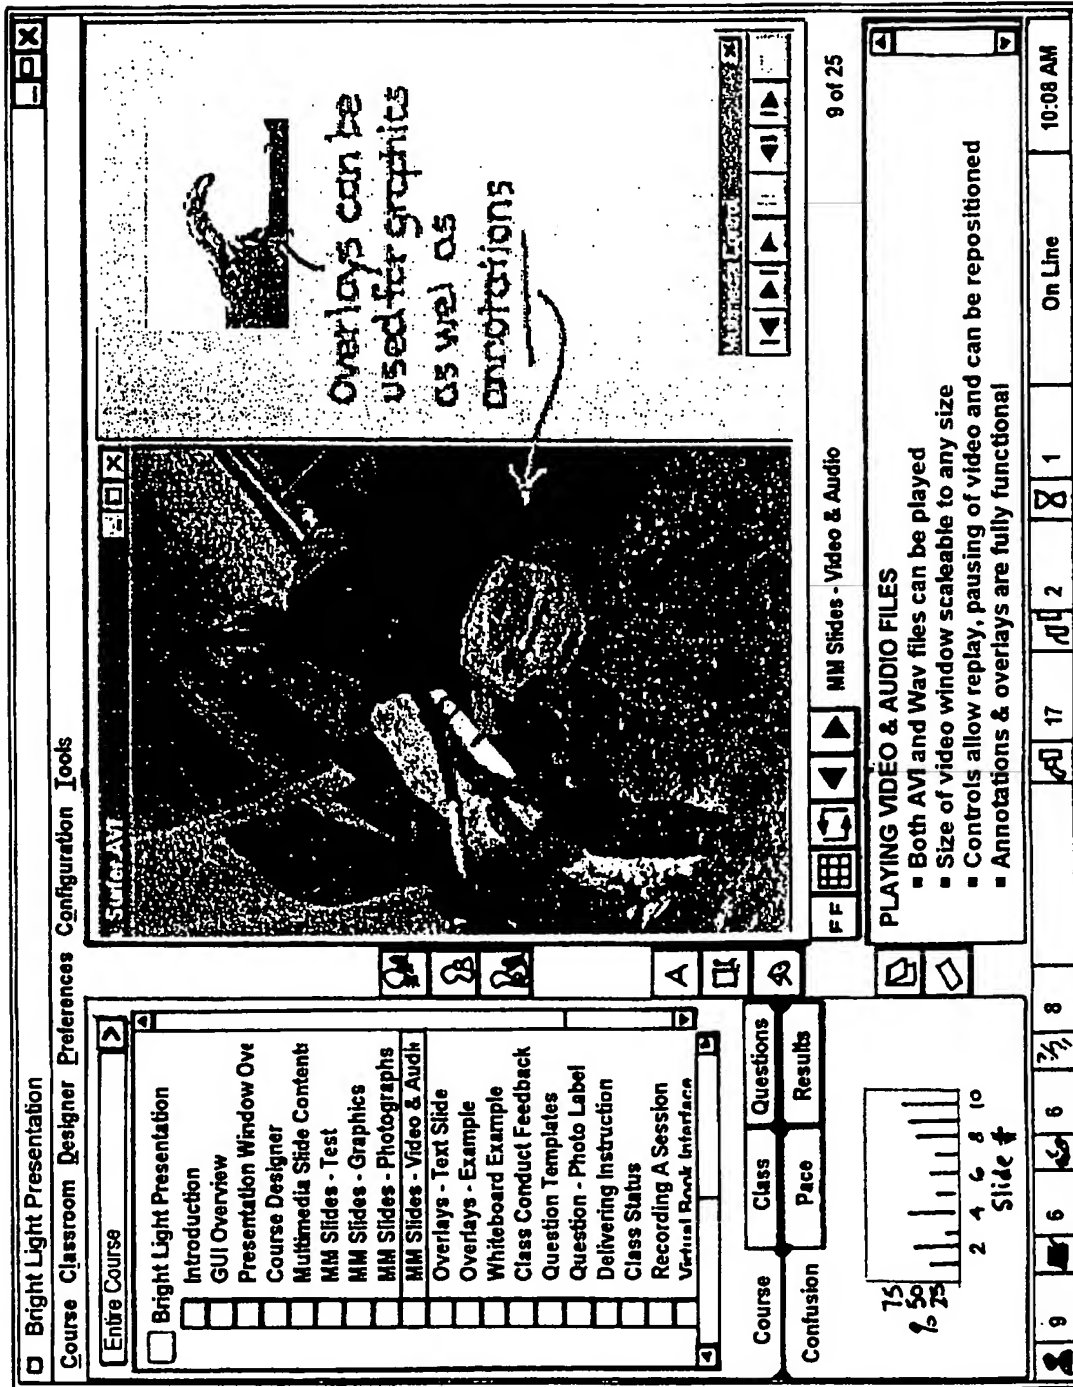 Bright Light Presentation
Course Classroom Designer Preferences Configuration Tools
Entire Course
Bright Light Presentation
Introduction
GUI Overview
Presentation Window Ove
Course Designer
Multimedia Slide Contents
MM Slides - Test
MM Slides - Graphics
MM Slides - Photographs
MM Slides - Video & Audio
Overlays - Text Slide
Overlays - Example
Whiteboard Example
Class Conduct Feedback
Question Templates
Question - Photo Label
Delivering Instruction
Class Status
Recording A Session
Virtual Book Interface
Course Class Questions
Confusion Pace Results
75
% 50
25
2 4 6 8 10
Slide #
A
Surfer.AVI
Overlays can be
used for graphics
as wel as
annotations
Multimedia Control
FF
MM Slides - Video & Audio
9 of 25
PLAYING VIDEO & AUDIO FILES
▪ Both AVI and Wav files can be played
▪ Size of video window scaleable to any size
▪ Controls allow replay, pausing of video and can be repositioned
▪ Annotations & overlays are fully functional
9 6 6 8 17 2 1 On Line 10:08 AM